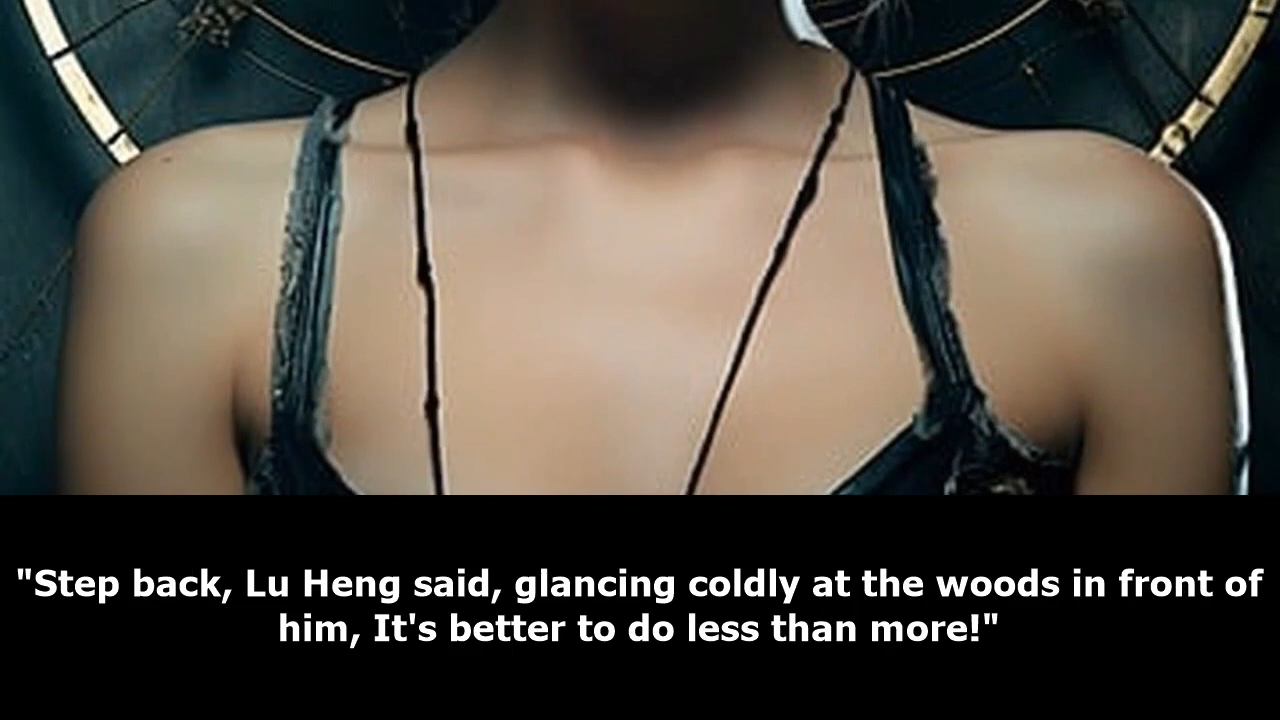 "Step back, Lu Heng said, glancing coldly at the woods in front of
him, It's better to do less than more!"